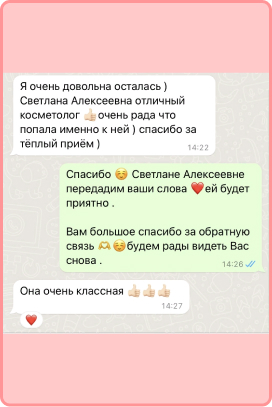 Я очень довольна осталась )
Светлана Алексеевна отличный
косметолог 👍🏻очень рада что
попала именно к ней ) спасибо за
тёплый приём )
14:22
Спасибо ☺️ Светлане Алексеевне
передадим ваши слова ❤️ей будет
приятно .
Вам большое спасибо за обратную
связь 🫶🏻☺️будем рады видеть Вас
снова .
14:26
Она очень классная 👍🏻👍🏻👍🏻
14:27